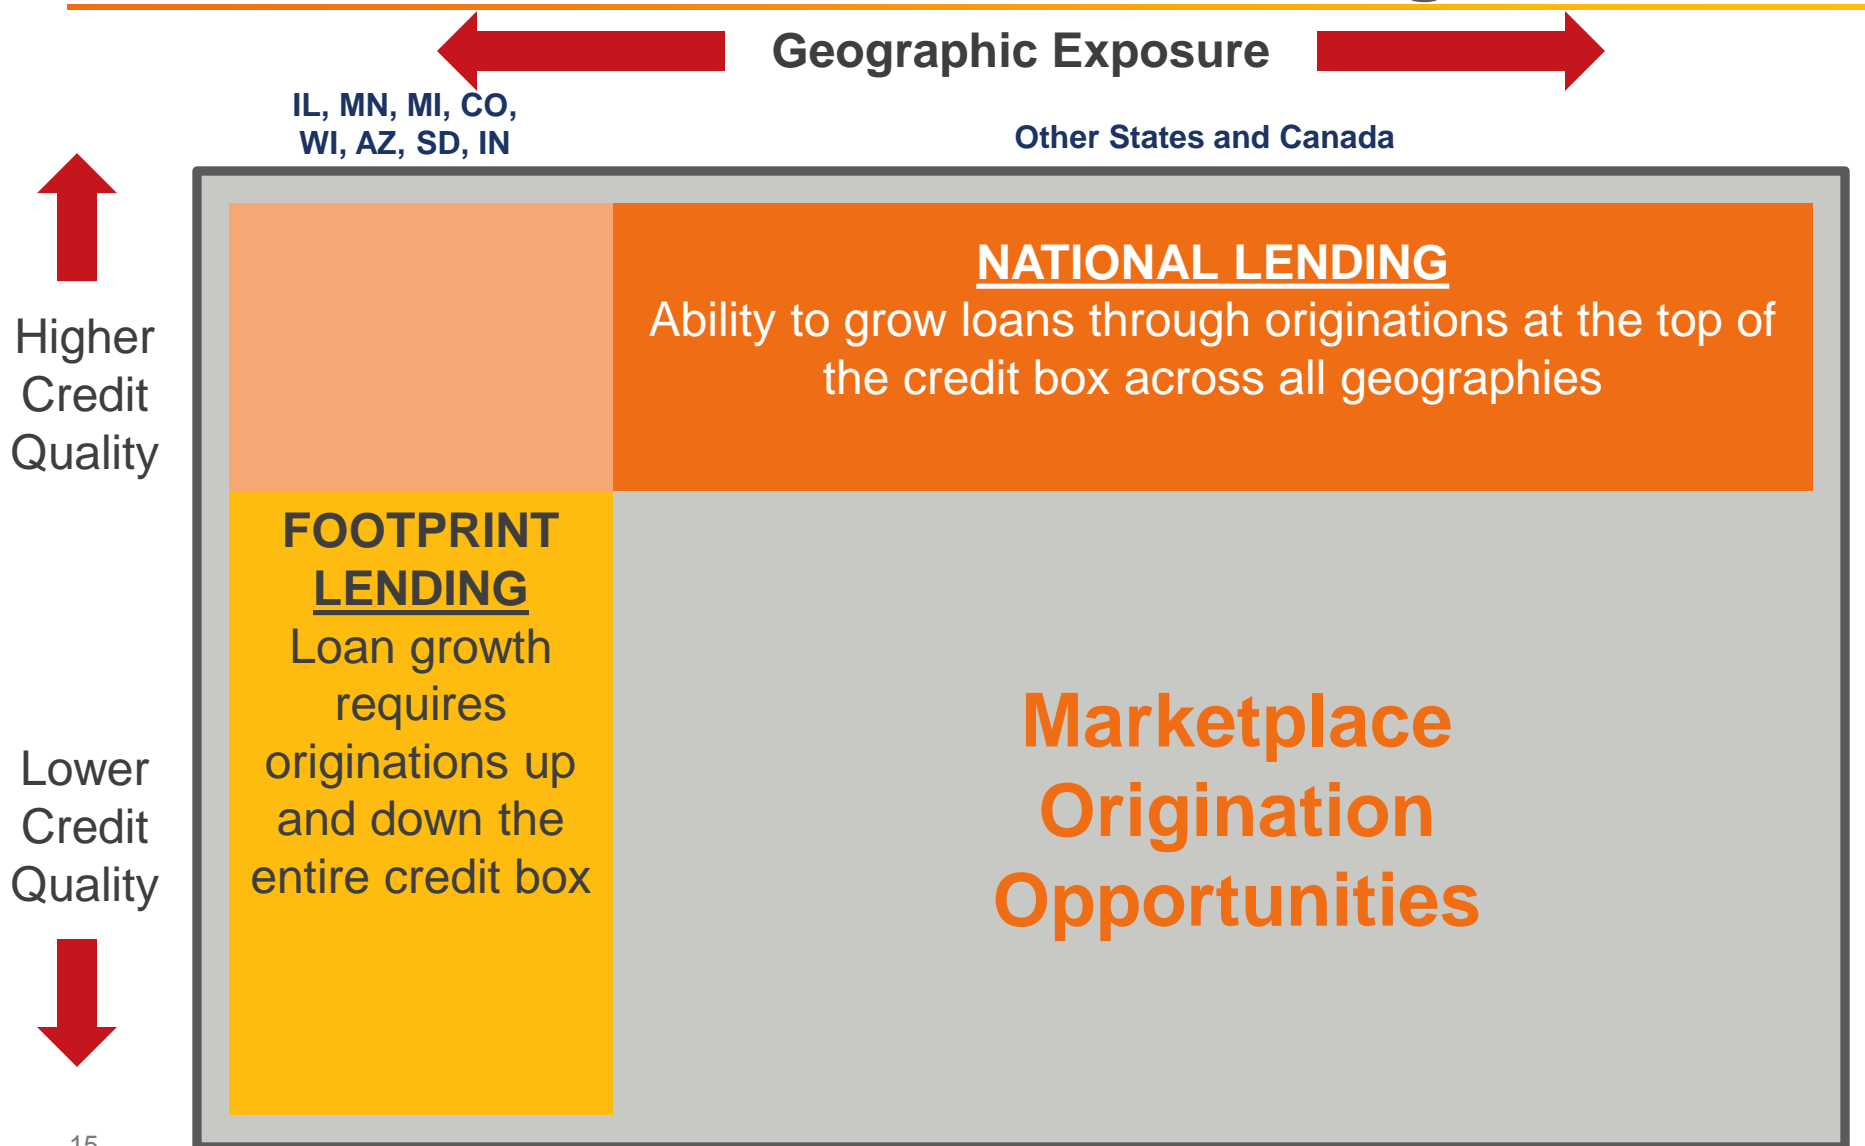 Geographic Exposure
IL, MN, MI, CO,
WI, AZ, SD, IN
Other States and Canada
Higher
Credit
Quality
NATIONAL LENDING
Ability to grow loans through originations at the top of
the credit box across all geographies
FOOTPRINT
LENDING
Loan growth
requires
originations up
and down the
entire credit box
Marketplace
Origination
Opportunities
Lower
Credit
Quality
15